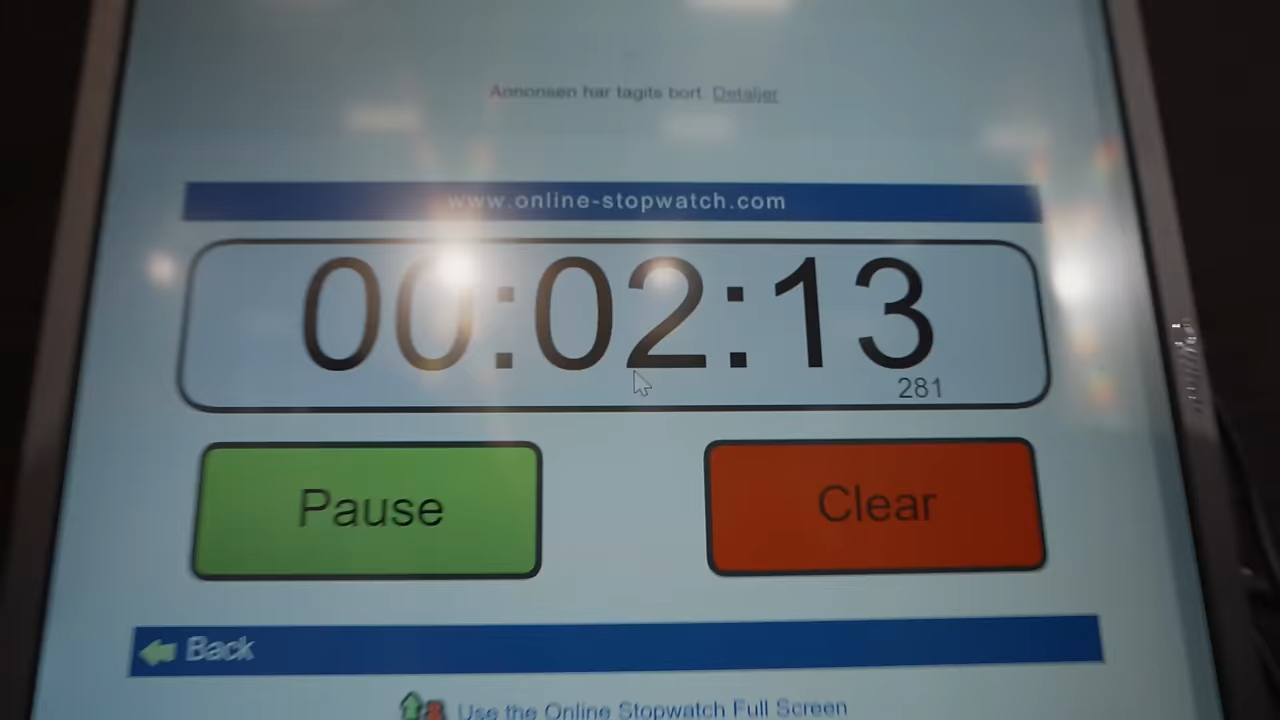 Annonsen har tagits bort. Detaljer
www.online-stopwatch.com
00:02:13
281
Pause
Clear
Back
Use the Online Stopwatch Full Screen